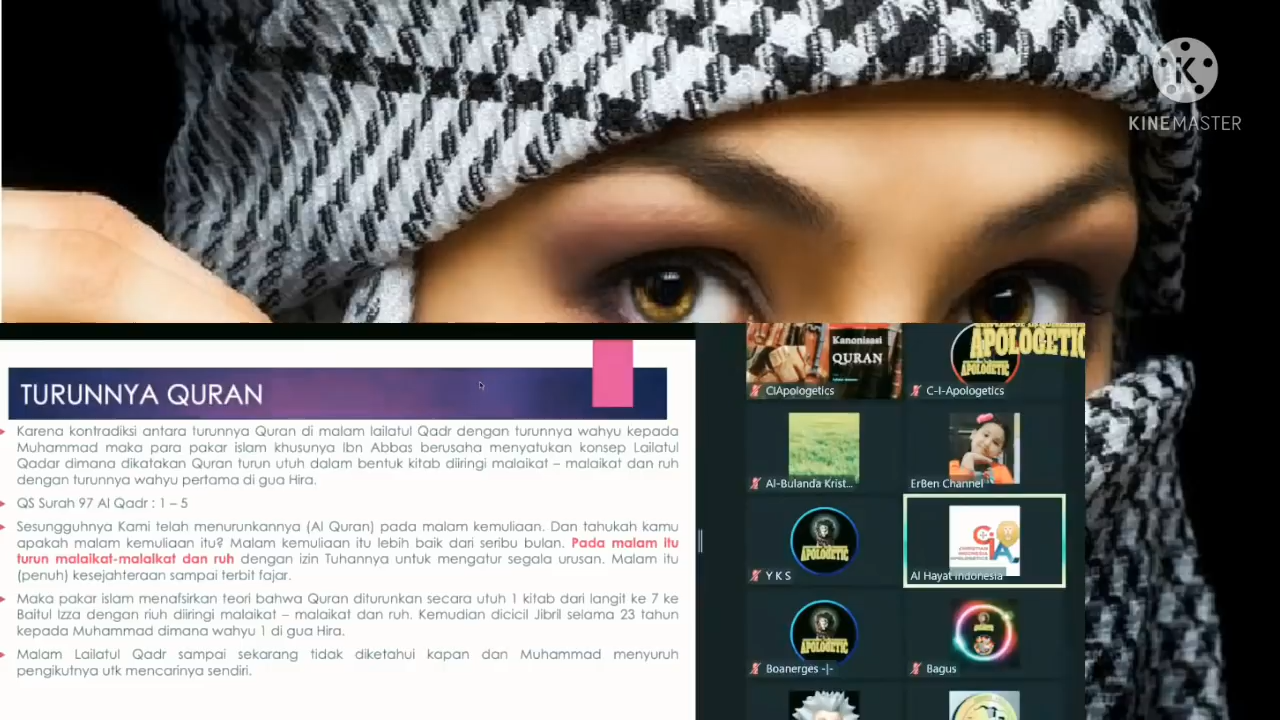 KINEMASTER
TURUNNYA QURAN
Karena kontradiksi antara turunnya Quran di malam lailatul Qadr dengan turunnya wahyu kepada
Muhammad maka para pakar islam khusunya Ibn Abbas berusaha menyatukan konsep Lailatul
Qadar dimana dikatakan Quran turun utuh dalam bentuk kitab diiringi malaikat – malaikat dan ruh
dengan turunnya wahyu pertama di gua Hira.
QS Surah 97 Al Qadr : 1 – 5
Sesungguhnya Kami telah menurunkannya (Al Quran) pada malam kemuliaan. Dan tahukah kamu
apakah malam kemuliaan itu? Malam kemuliaan itu lebih baik dari seribu bulan. Pada malam itu
turun malaikat-malaikat dan ruh dengan izin Tuhannya untuk mengatur segala urusan. Malam itu
(penuh) kesejahteraan sampai terbit fajar.
Maka pakar islam menafsirkan teori bahwa Quran diturunkan secara utuh 1 kitab dari langit ke 7 ke
Baitul Izza dengan riuh diiringi malaikat – malaikat dan ruh. Kemudian dicicil Jibril selama 23 tahun
kepada Muhammad dimana wahyu 1 di gua Hira.
Malam Lailatul Qadr sampai sekarang tidak diketahui kapan dan Muhammad menyuruh
pengikutnya utk mencarinya sendiri.
Kanonisasi
QURAN
CIApologetics
APOLOGETIC
APOLOGETIC
C-I-Apologetics
Al-Bulanda Krist...
ErBen Channel
APOLOGETIC
Y K S
CIA
CHRISTIAN
INDONESIA
APOLOGETICS
Al Hayat Indonesia
APOLOGETIC
Boanerges -|-
Bagus